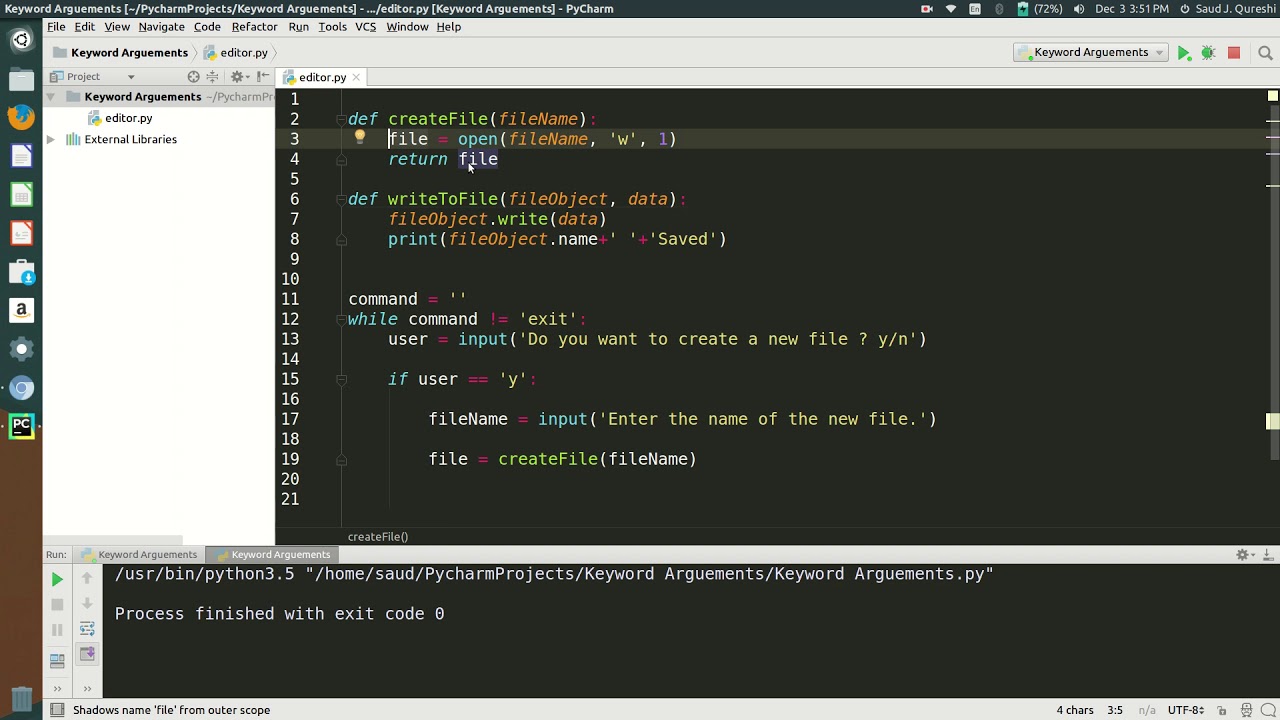 Keyword Arguements [~/PycharmProjects/Keyword Arguements] - .../editor.py] - PyCharm
En (72%) Dec 3 3:51 PM Saud J. Qureshi
File Edit View Navigate Code Refactor Run Tools VCS Window Help
Keyword Arguements editor.py Keyword Arguements
Project editor.py
Keyword Arguements ~/PycharmPr
editor.py
External Libraries
1
2 def createFile(fileName):
3 file = open(fileName, 'w', 1)
4 return file
5
6 def writeToFile(fileObject, data):
7 fileObject.write(data)
8 print(fileObject.name+' '+'Saved')
9
10
11 command = ''
12 while command != 'exit':
13 user = input('Do you want to create a new file ? y/n')
14
15 if user == 'y':
16
17 fileName = input('Enter the name of the new file.')
18
19 file = createFile(fileName)
20
21
createFile()
Run: Keyword Arguements Keyword Arguements
/usr/bin/python3.5 "/home/saud/PycharmProjects/Keyword Arguements/Keyword Arguements.py"
Process finished with exit code 0
a
PC
Shadows name 'file' from outer scope 4 chars 3:5 n/a UTF-8